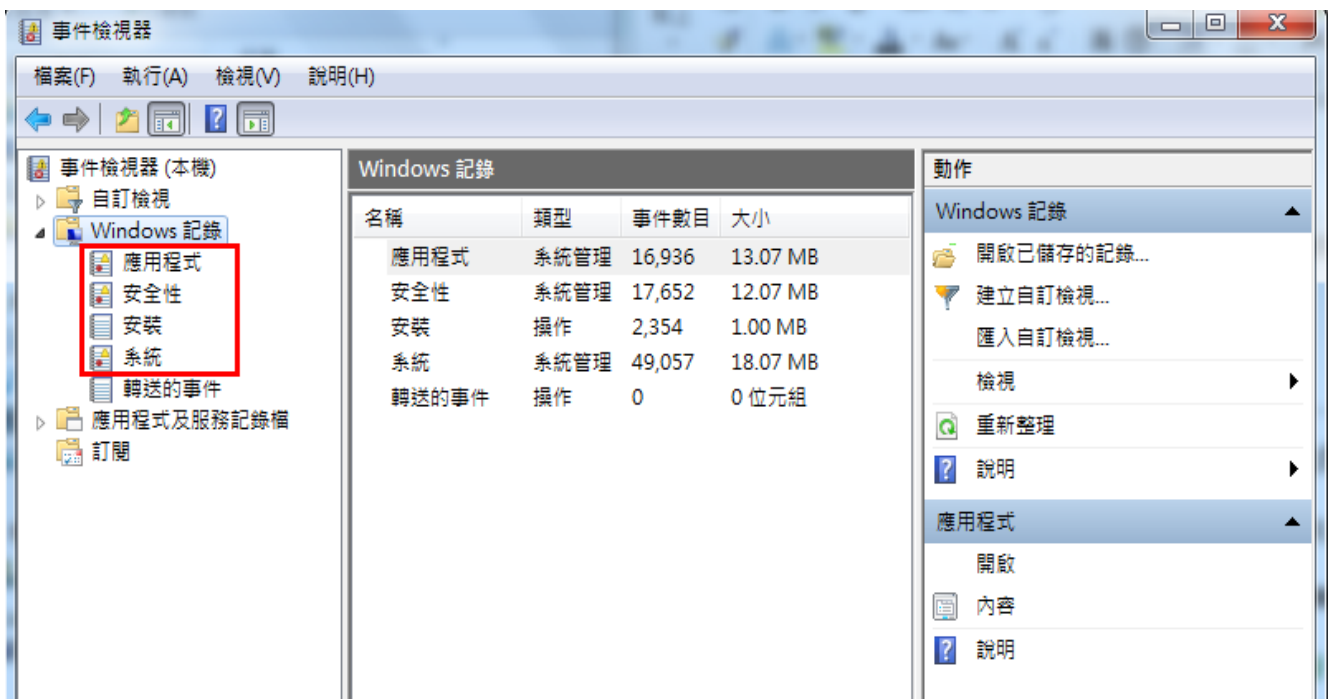 事件檢視器
檔案(F) 執行(A) 檢視(V) 說明(H)
事件檢視器 (本機)
自訂檢視
Windows 記錄
應用程式
安全性
安裝
系統
轉送的事件
應用程式及服務記錄檔
訂閱
Windows 記錄
名稱 類型 事件數目 大小
應用程式 系統管理 16,936 13.07 MB
安全性 系統管理 17,652 12.07 MB
安裝 操作 2,354 1.00 MB
系統 系統管理 49,057 18.07 MB
轉送的事件 操作 0 0 位元組
動作
Windows 記錄
開啟已儲存的記錄...
建立自訂檢視...
匯入自訂檢視...
檢視
重新整理
說明
應用程式
開啟
內容
說明